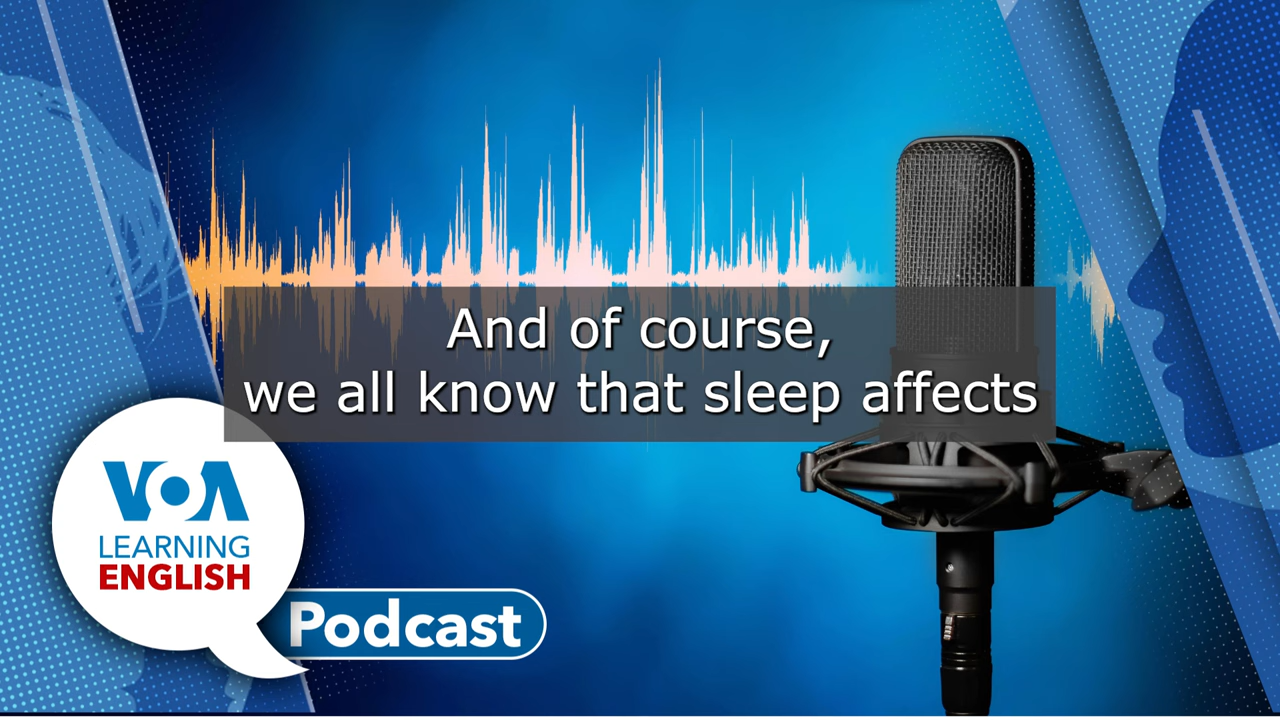 And of course,
we all know that sleep affects
VOA
LEARNING
ENGLISH
Podcast